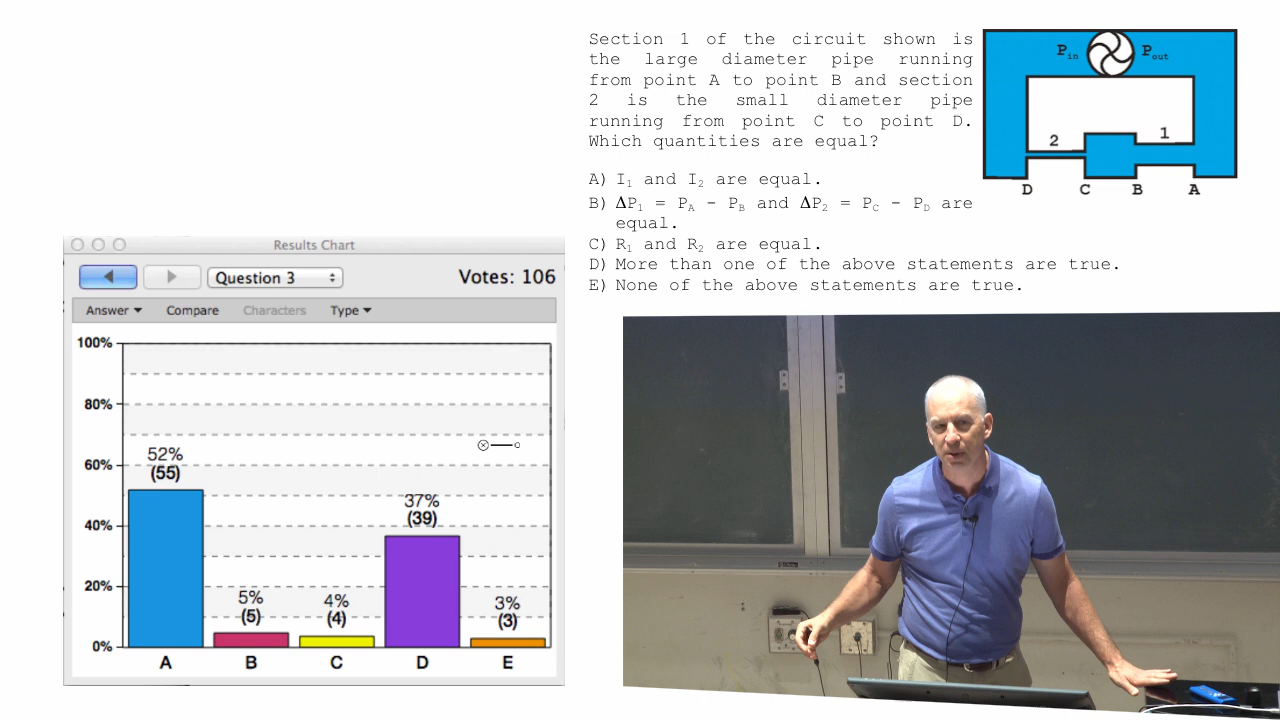 Section 1 of the circuit shown is
the large diameter pipe running
from point A to point B and section
2 is the small diameter pipe
running from point C to point D.
Which quantities are equal?
A) I1 and I2 are equal.
B) ΔP1 = PA – PB and ΔP2 = PC – PD are
equal.
C) R1 and R2 are equal.
D) More than one of the above statements are true.
E) None of the above statements are true.
Pin Pout
2 1
D C B A
Results Chart
Question 3 Votes: 106
Answer Compare Characters Type
100%
80%
60%
40%
20%
0%
52%
(55)
5%
(5)
4%
(4)
37%
(39)
3%
(3)
A B C D E